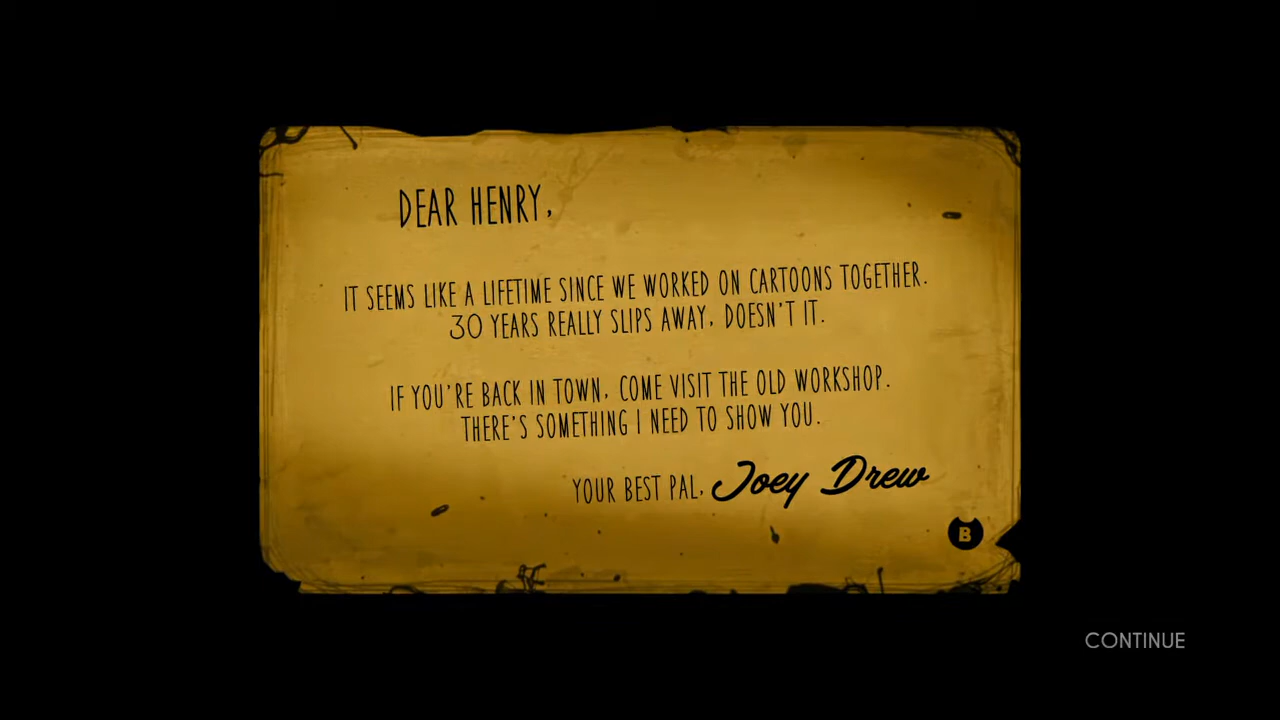 DEAR HENRY,
IT SEEMS LIKE A LIFETIME SINCE WE WORKED ON CARTOONS TOGETHER.
30 YEARS REALLY SLIPS AWAY, DOESN'T IT.
IF YOU'RE BACK IN TOWN, COME VISIT THE OLD WORKSHOP.
THERE'S SOMETHING I NEED TO SHOW YOU.
YOUR BEST PAL, Joey Drew
B
CONTINUE